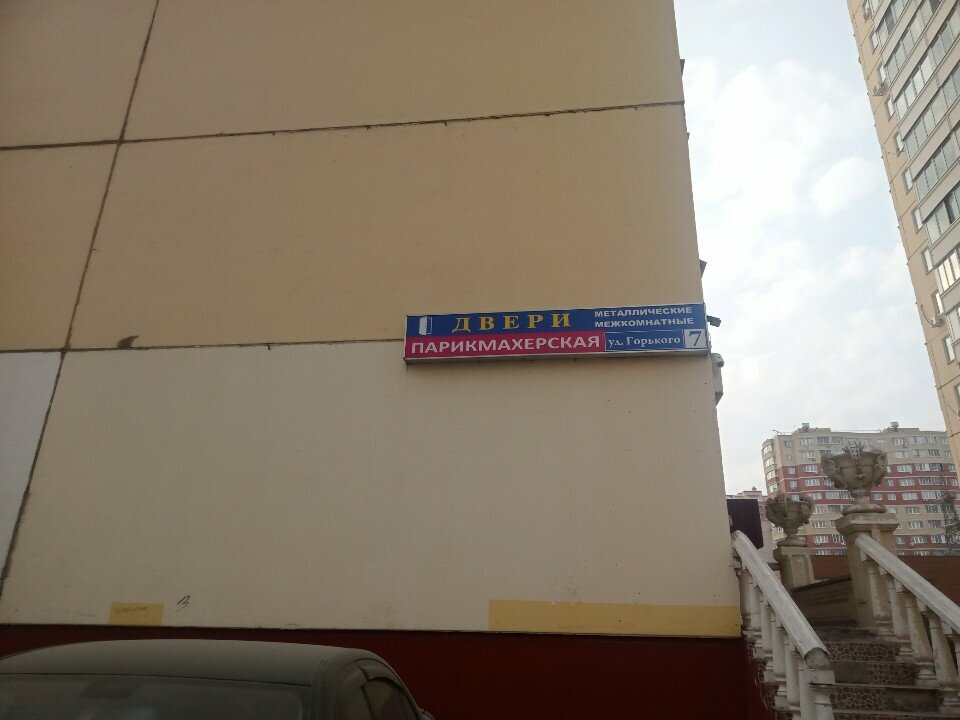 ДВЕРИ
МЕТАЛЛИЧЕСКИЕ
МЕЖКОМНАТНЫЕ
ПАРИКМАХЕРСКАЯ
ул. Горького 7